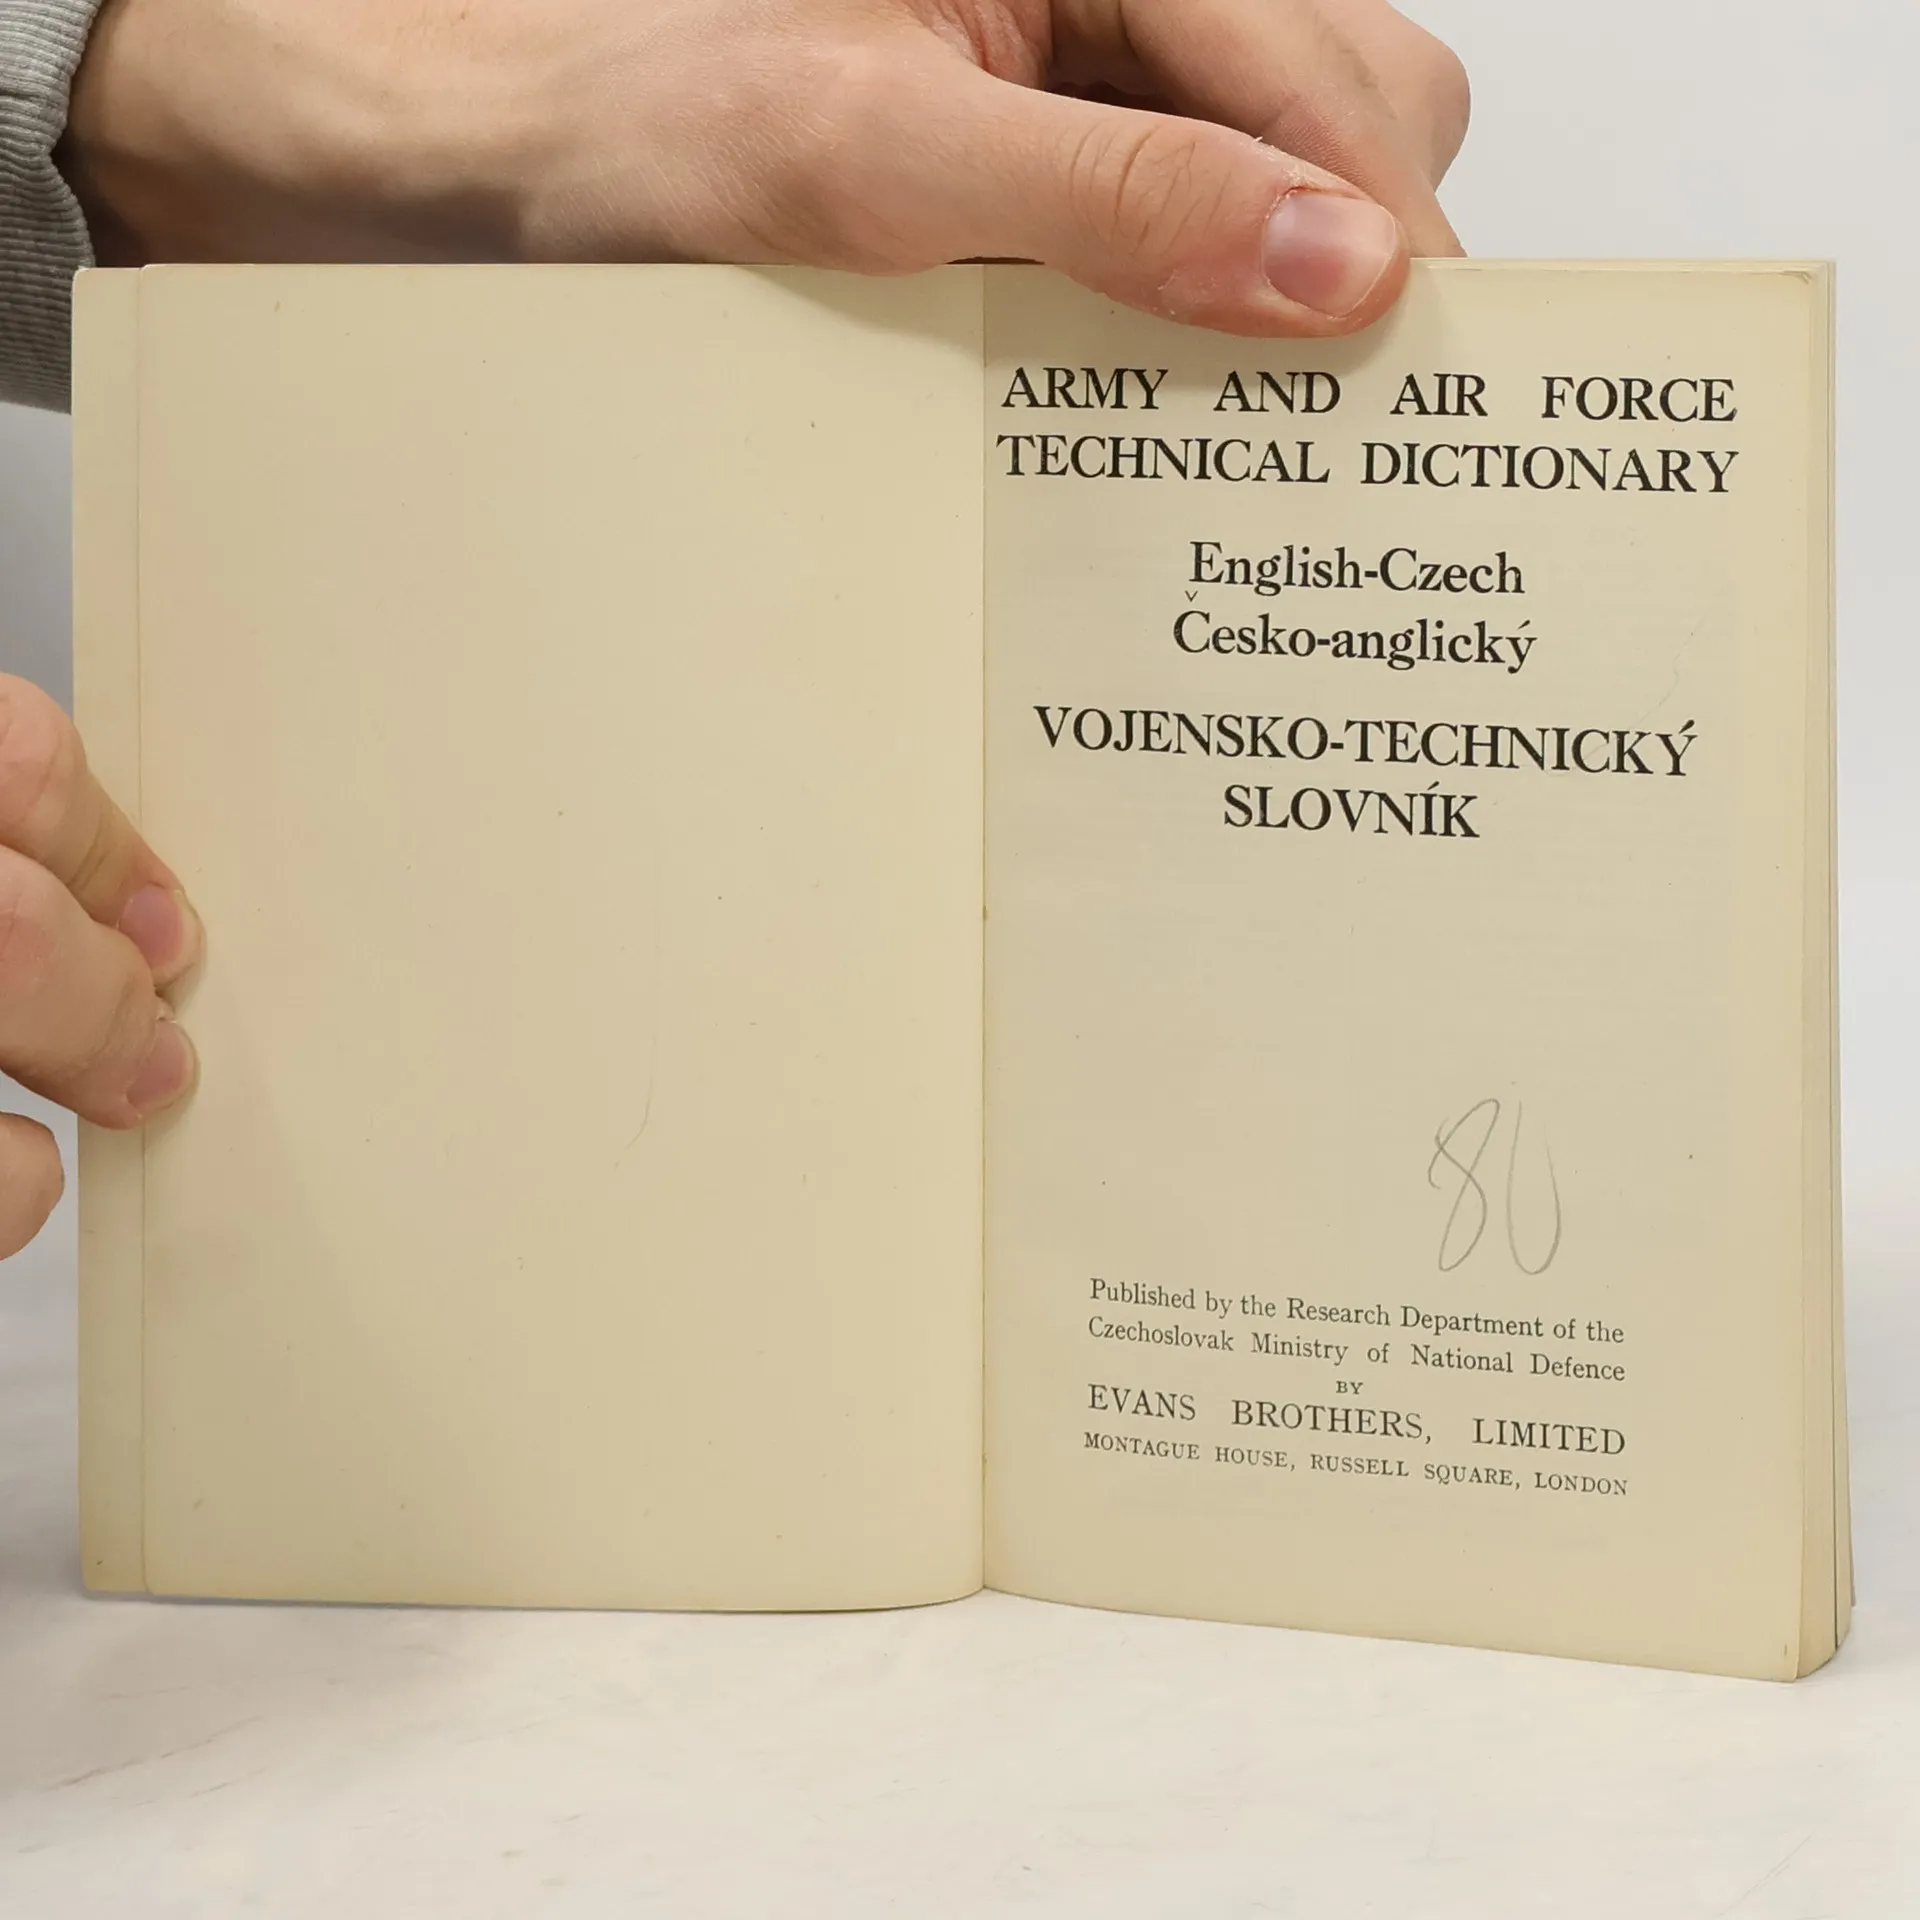 ARMY AND AIR FORCE
TECHNICAL DICTIONARY
English-Czech
Česko-anglický
VOJENSKO-TECHNICKÝ
SLOVNÍK
80
Published by the Research Department of the
Czechoslovak Ministry of National Defence
BY
EVANS BROTHERS, LIMITED
MONTAGUE HOUSE, RUSSELL SQUARE, LONDON